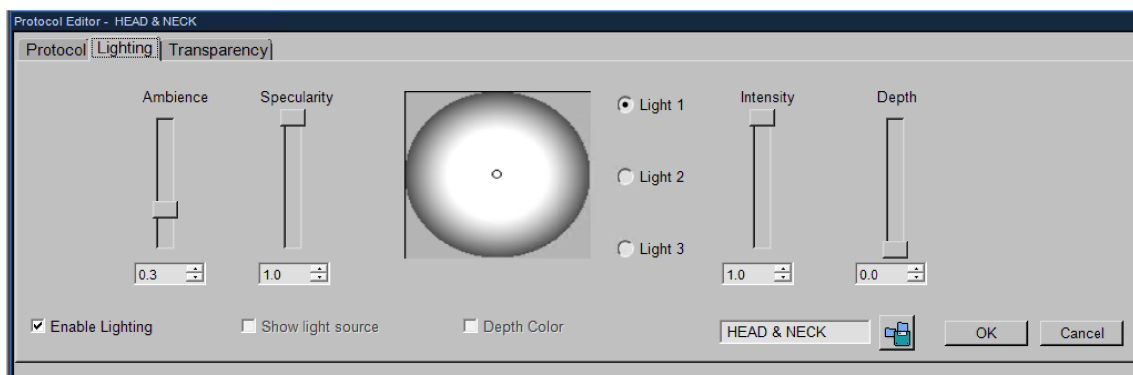 Protocol Editor - HEAD & NECK
Protocol Lighting Transparency
Ambience Specularity Intensity Depth
Light 1
Light 2
Light 3
0.3 1.0 1.0 0.0
Enable Lighting Show light source Depth Color HEAD & NECK OK Cancel